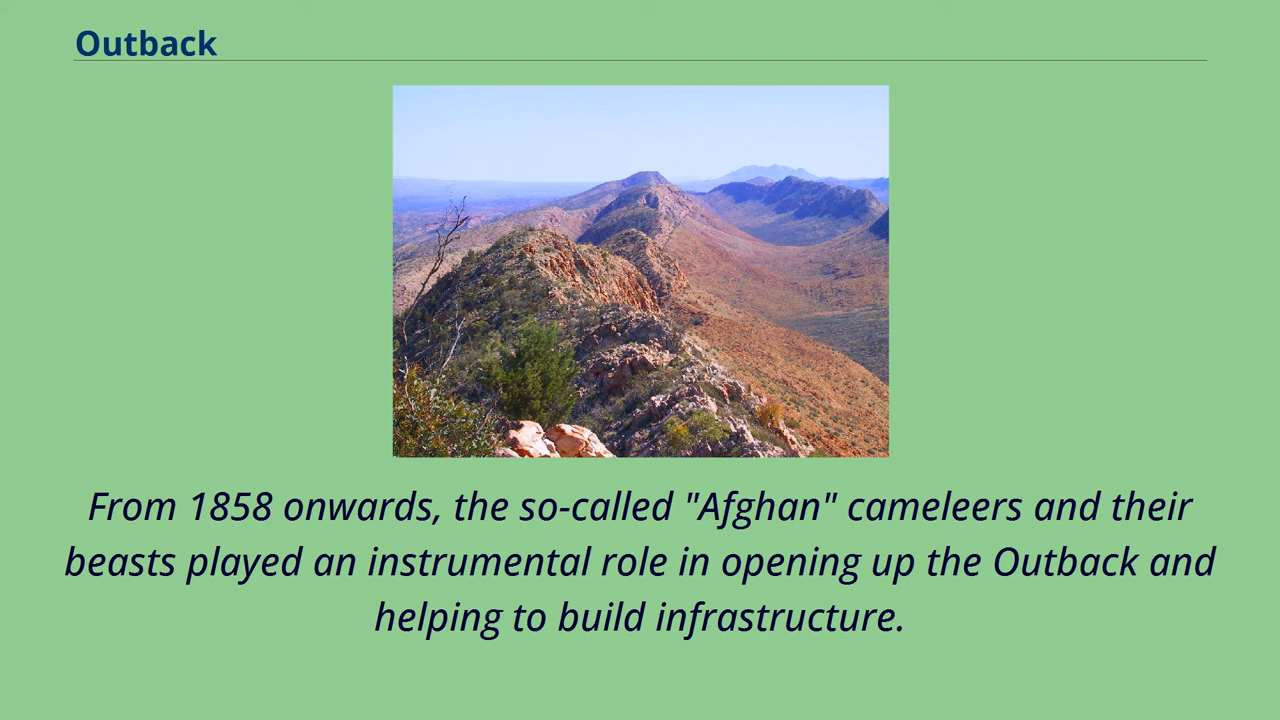 Outback
From 1858 onwards, the so-called "Afghan" cameleers and their
beasts played an instrumental role in opening up the Outback and
helping to build infrastructure.